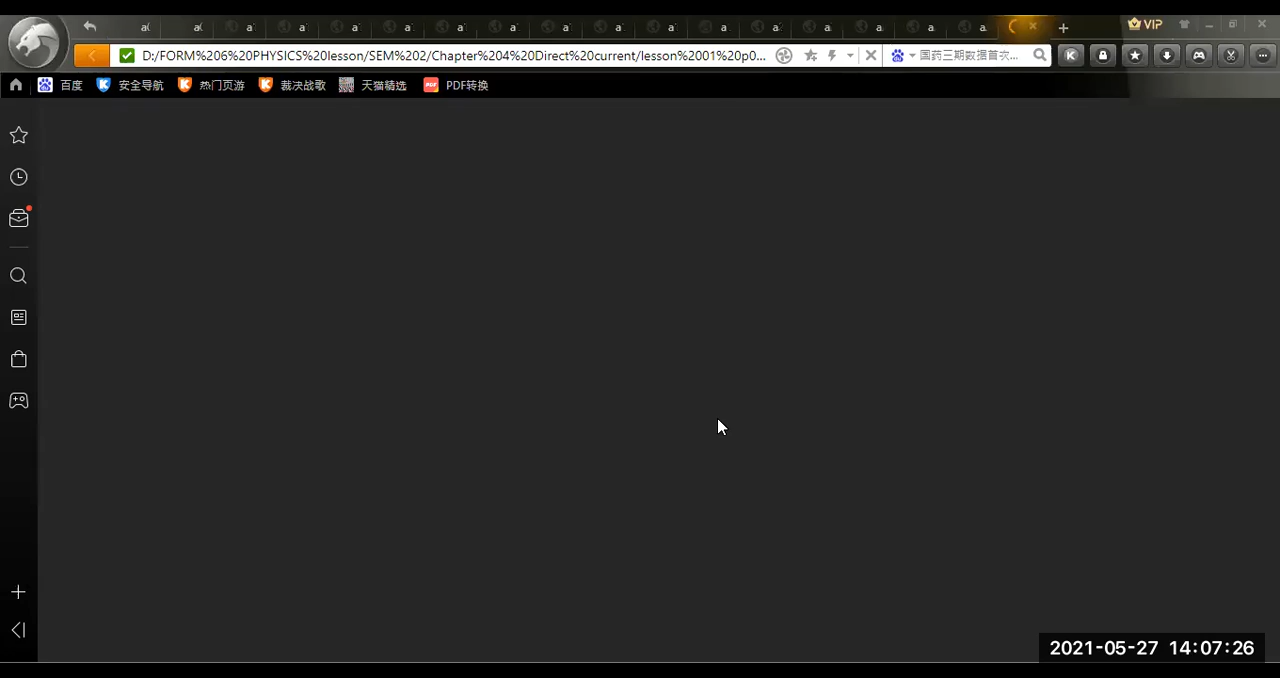 a( a( a a a a a a a a a a a a a a a
VIP
D:/FORM%206%20PHYSICS%20lesson/SEM%202/Chapter%204%20Direct%20current/lesson%2001%20p0... 国药三期数据首次...
百度 安全导航 热门页游 裁决战歌 天猫精选 PDF转换
2021-05-27 14:07:26